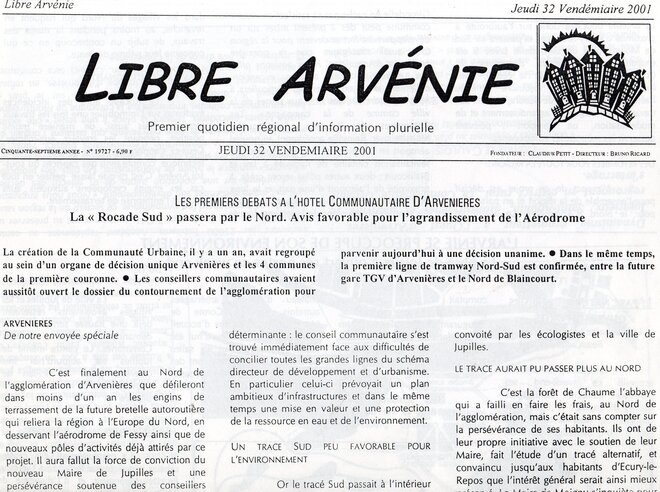 Libre Arvénie
Jeudi 32 Vendémiaire 2001
LIBRE ARVÉNIE
Premier quotidien régional d'information plurielle
CINQUANTE-SEPTIEME ANNEE - N° 19727 - 6,90 F
JEUDI 32 VENDEMIAIRE 2001
FONDATEUR : CLAUDIUS PETIT - DIRECTEUR : BRUNO RICARD
LES PREMIERS DEBATS A L'HOTEL COMMUNAUTAIRE D'ARVENIERES
La « Rocade Sud » passera par le Nord. Avis favorable pour l'agrandissement de l'Aérodrome
La création de la Communauté Urbaine, il y a un an, avait regroupé
au sein d'un organe de décision unique Arvenières et les 4 communes
de la première couronne. ● Les conseillers communautaires avaient
aussitôt ouvert le dossier du contournement de l'agglomération pour
parvenir aujourd'hui à une décision unanime. ● Dans le même temps,
la première ligne de tramway Nord-Sud est confirmée, entre la future
gare TGV d'Arvenières et le Nord de Blaincourt.
ARVENIERES
De notre envoyée spéciale
C'est finalement au Nord de
l'agglomération d'Arvenières que défileront
dans moins d'un an les engins de
terrassement de la future bretelle autoroutière
qui reliera la région à l'Europe du Nord, en
desservant l'aérodrome de Fessy ainsi que de
nouveaux pôles d'activités déjà attirés par ce
projet. Il aura fallut la force de conviction du
nouveau Maire de Jupilles et une
persévérance soutenue des conseillers
déterminante : le conseil communautaire s'est
trouvé immédiatement face aux difficultés de
concilier toutes les grandes lignes du schéma
directeur de développement et d'urbanisme.
En particulier celui-ci prévoyait un plan
ambitieux d'infrastructures et dans le même
temps une mise en valeur et une protection
de la ressource en eau et de l'environnement.
UN TRACE SUD PEU FAVORABLE POUR
L'ENVIRONNEMENT
Or le tracé Sud passait à l'intérieur
convoité par les écologistes et la ville de
Jupilles.
LE TRACE AURAIT PU PASSER PLUS AU NORD
C'est la forêt de Chaume l'abbaye
qui a failli en faire les frais, au Nord de
l'agglomération, mais c'était sans compter sur
la persévérance de ses habitants. Ils ont de
leur propre initiative avec le soutien de leur
Maire, fait l'étude d'un tracé alternatif, et
convaincu jusqu'aux habitants d'Ecury-le-
Repos que l'intérêt général serait ainsi mieux